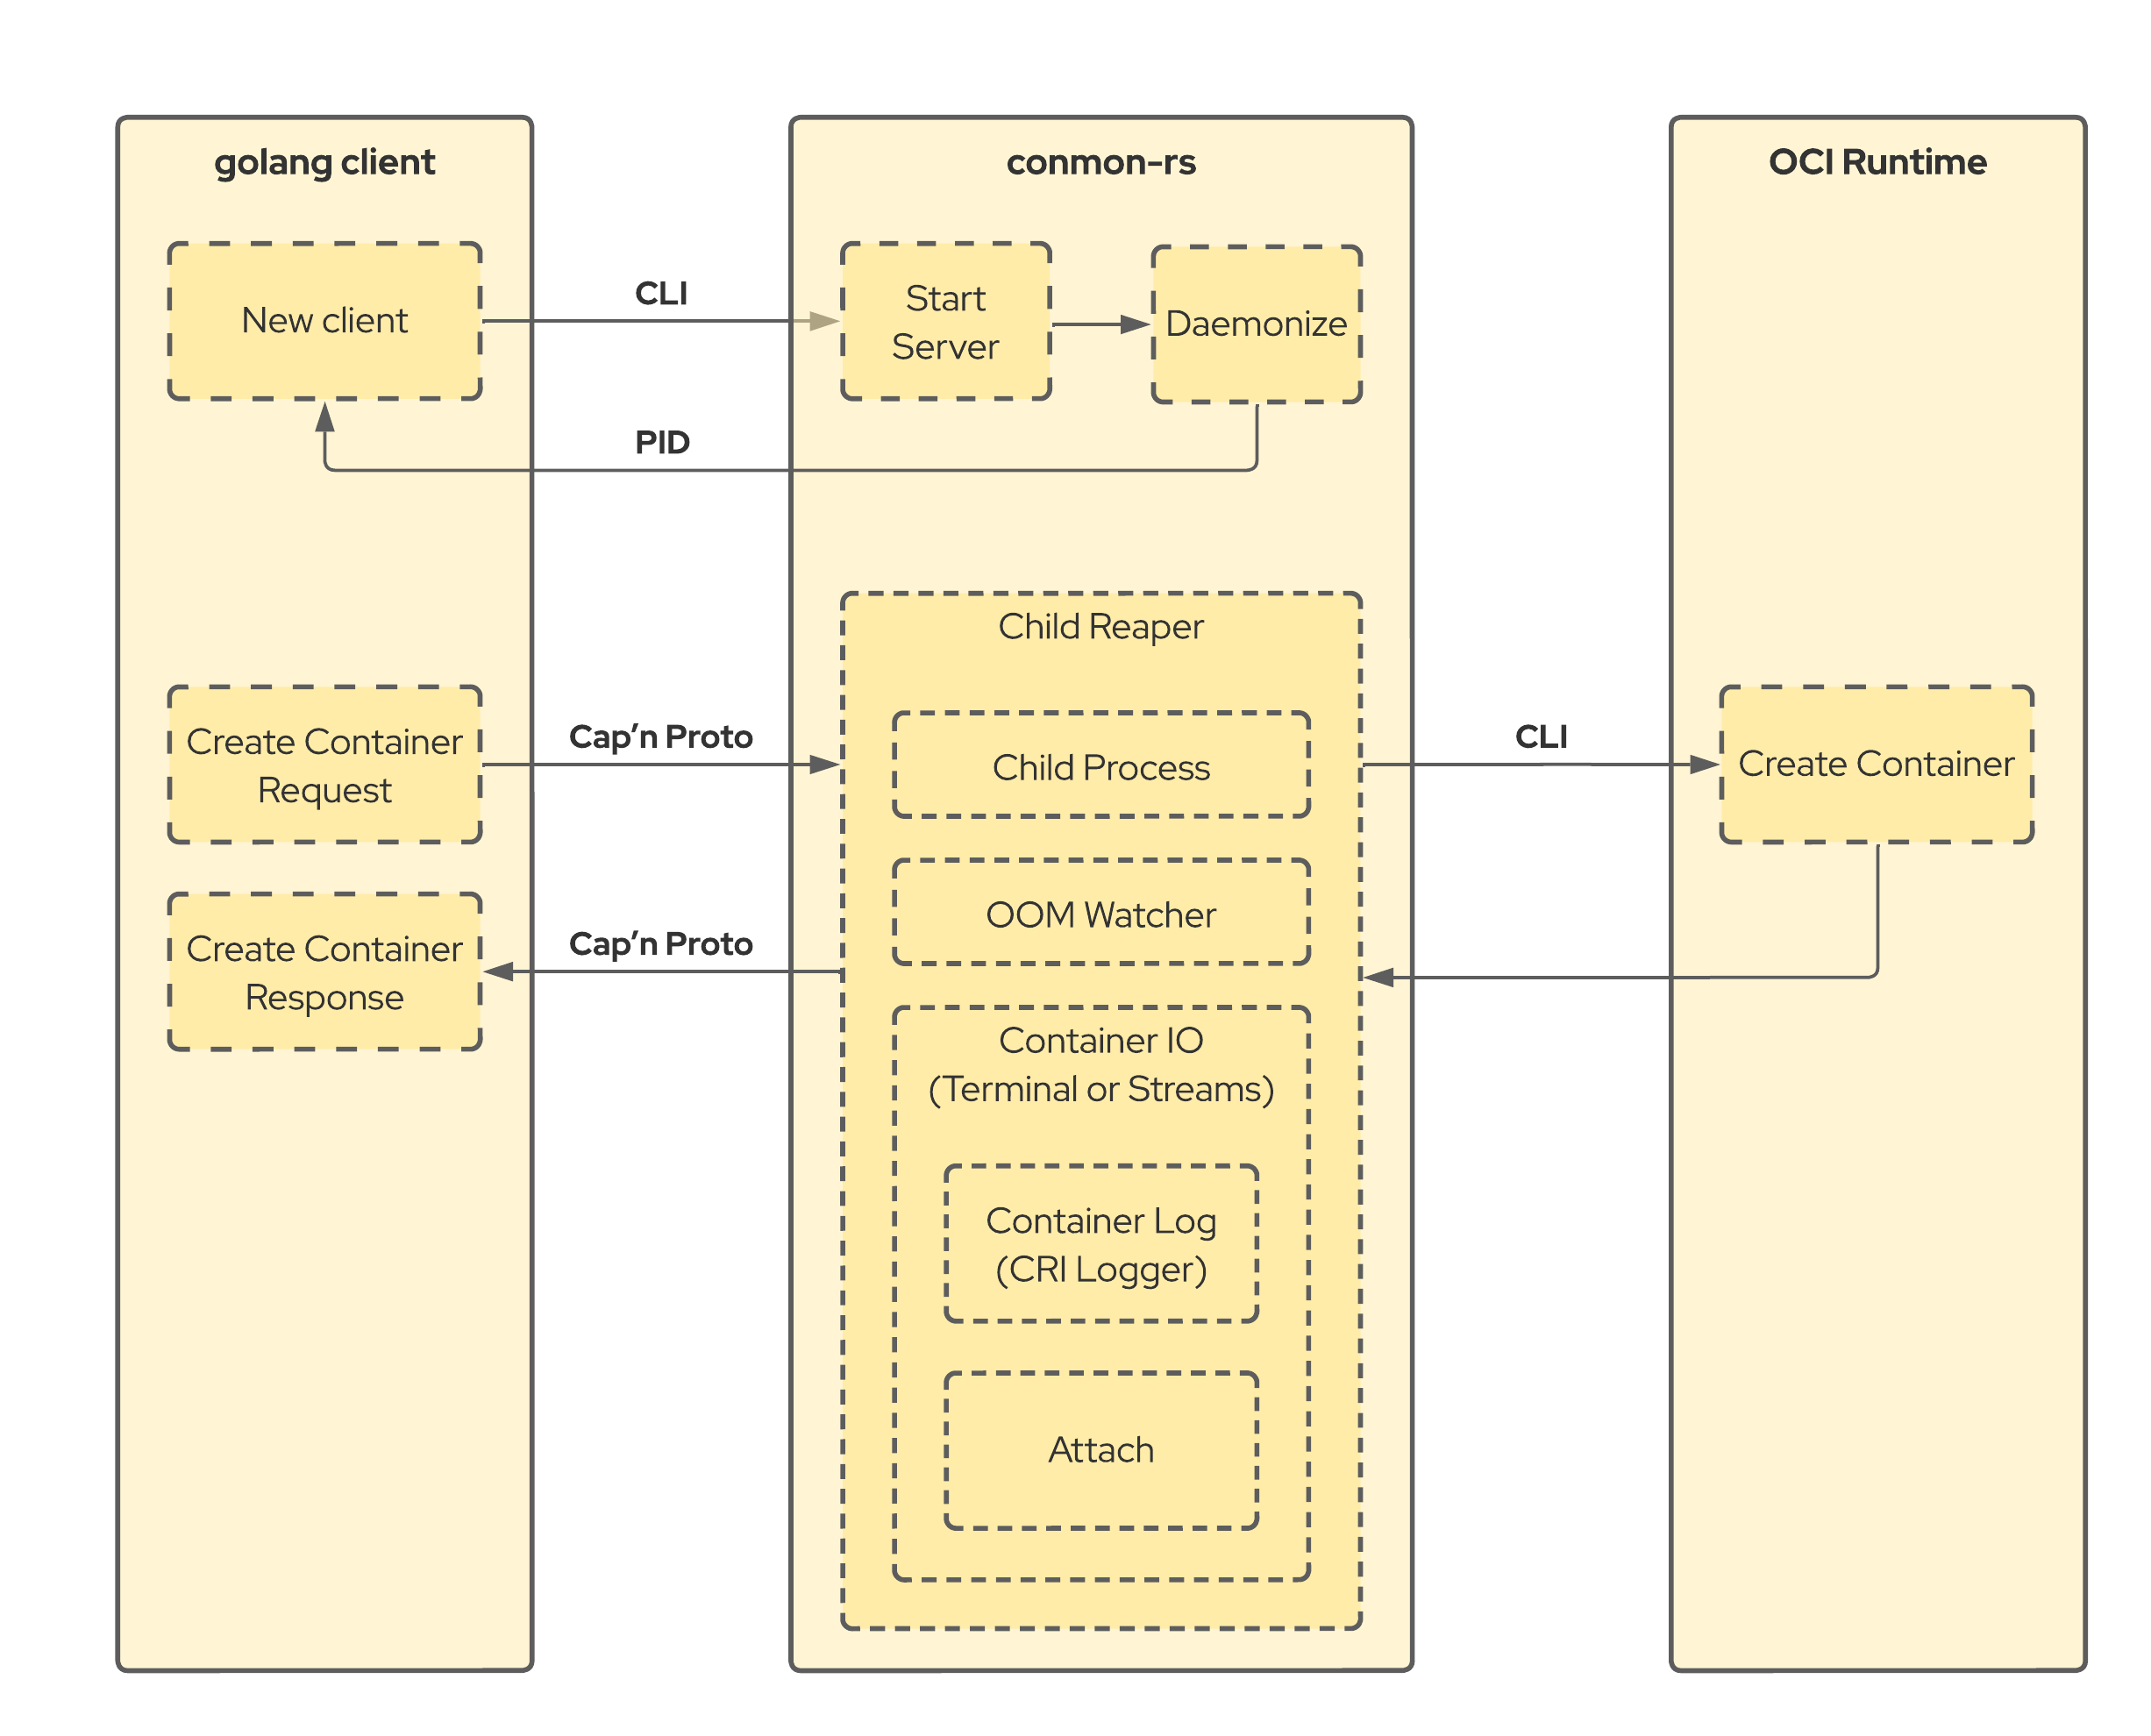 golang client
conmon-rs
OCI Runtime
New client
CLI
Start
Server
Daemonize
PID
Child Reaper
Create Container
Request
Cap'n Proto
Child Process
CLI
Create Container
OOM Watcher
Create Container
Response
Cap'n Proto
Container IO
(Terminal or Streams)
Container Log
(CRI Logger)
Attach